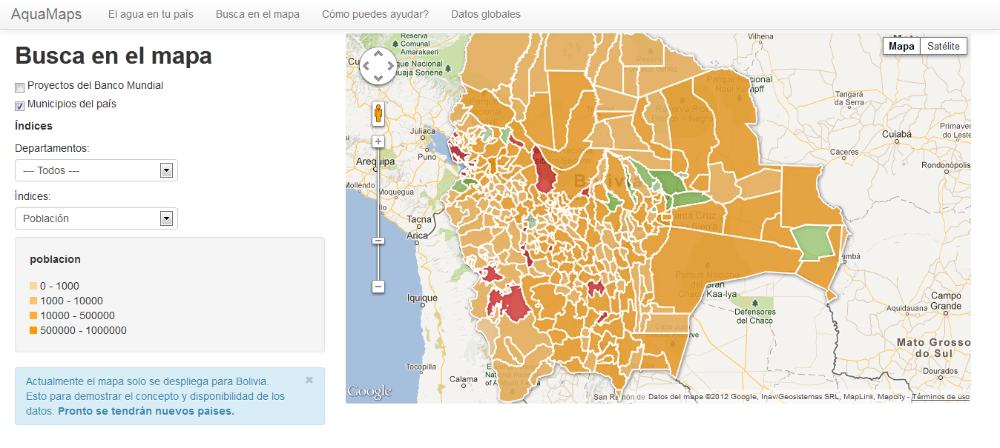 AquaMaps
El agua en tu país
Busca en el mapa
Cómo puedes ayudar?
Datos globales
Busca en el mapa
Proyectos del Banco Mundial
Municipios del país
Índices
Departamentos:
--- Todos ---
Índices:
Población
poblacion
0 - 1000
1000 - 10000
10000 - 500000
500000 - 1000000
Actualmente el mapa solo se despliega para Bolivia.
Esto para demostrar el concepto y disponibilidad de los
datos. Pronto se tendrán nuevos paises.
×
Mapa
Satélite
Reserva
Comunal
Amarakaeri
Vilhena
Parque Nacional
Noel Kempff
Tangará
da Serra
Cuiabá
Primaver
do Leste
Cáceres
Rondonópolis
Juliaca
Puno
Arequipa
Mollendo
Moquegua
Tacna
Arica
Iquique
Tocopilla
Calama
Bolivia
Santa Cruz
de la Sierra
Parque Nacional
del Gran
Chaco Kaa-Iya
Defensores
del Chaco
Campo
Grande
Aquidauana
Mato Grosso
do Sul
Dourados
Google
Datos del mapa ©2012 Google, Inav/Geosistemas SRL, MapLink, Mapcity - Términos de uso